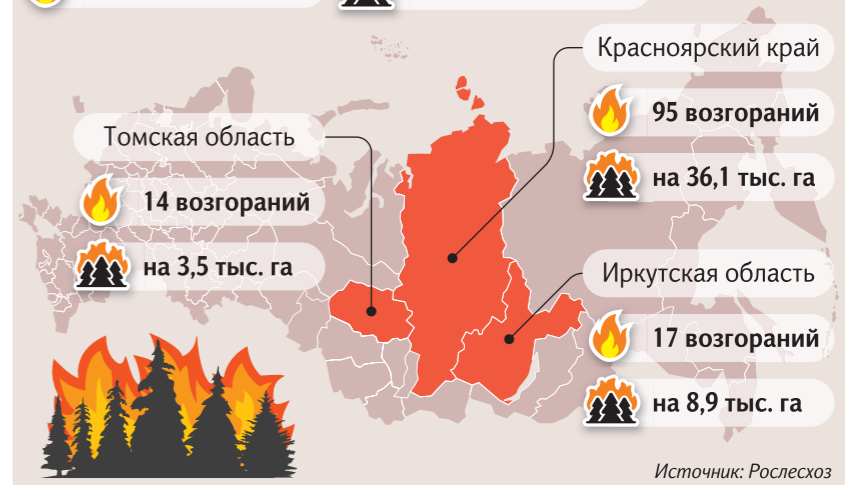 Красноярский край
95 возгораний
на 36,1 тыс. га
Томская область
14 возгораний
на 3,5 тыс. га
Иркутская область
17 возгораний
на 8,9 тыс. га
Источник: Рослесхоз